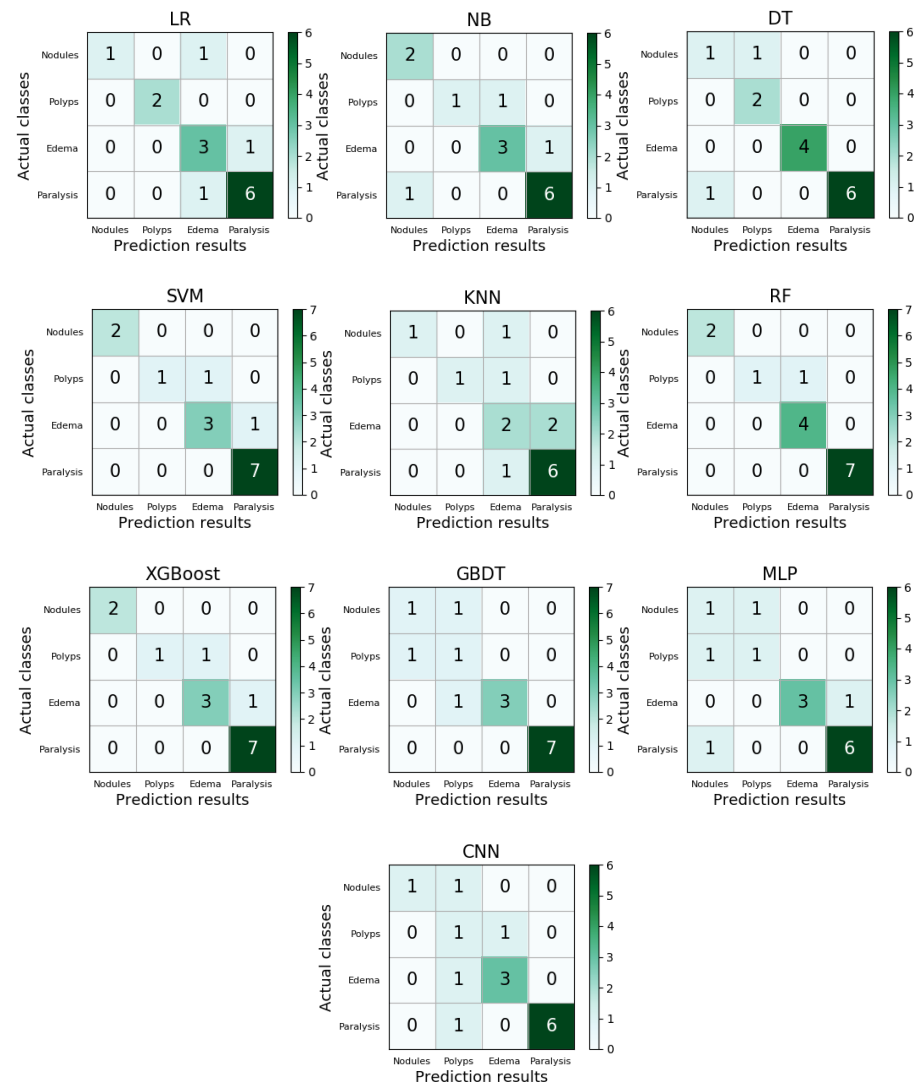 LR
Actual classes
Nodules 1 0 1 0
Polyps 0 2 0 0
Edema 0 0 3 1
Paralysis 0 0 1 6
Nodules Polyps Edema Paralysis
Prediction results
6
5
4
3
2
1
0
NB
Actual classes
2 0 0 0
0 1 1 0
0 0 3 1
1 0 0 6
Nodules Polyps Edema Paralysis
Prediction results
6
5
4
3
2
1
0
DT
Actual classes
Nodules 1 1 0 0
Polyps 0 2 0 0
Edema 0 0 4 0
Paralysis 1 0 0 6
Nodules Polyps Edema Paralysis
Prediction results
6
5
4
3
2
1
0
SVM
Actual classes
Nodules 2 0 0 0
Polyps 0 1 1 0
Edema 0 0 3 1
Paralysis 0 0 0 7
Nodules Polyps Edema Paralysis
Prediction results
7
6
5
4
3
2
1
0
KNN
Actual classes
Nodules 1 0 1 0
Polyps 0 1 1 0
Edema 0 0 2 2
Paralysis 0 0 1 6
Nodules Polyps Edema Paralysis
Prediction results
6
5
4
3
2
1
0
RF
Actual classes
Nodules 2 0 0 0
Polyps 0 1 1 0
Edema 0 0 4 0
Paralysis 0 0 0 7
Nodules Polyps Edema Paralysis
Prediction results
7
6
5
4
3
2
1
0
XGBoost
Actual classes
Nodules 2 0 0 0
Polyps 0 1 1 0
Edema 0 0 3 1
Paralysis 0 0 0 7
Nodules Polyps Edema Paralysis
Prediction results
7
6
5
4
3
2
1
0
GBDT
Actual classes
Nodules 1 1 0 0
Polyps 1 1 0 0
Edema 0 1 3 0
Paralysis 0 0 0 7
Nodules Polyps Edema Paralysis
Prediction results
7
6
5
4
3
2
1
0
MLP
Actual classes
Nodules 1 1 0 0
Polyps 1 1 0 0
Edema 0 0 3 1
Paralysis 1 0 0 6
Nodules Polyps Edema Paralysis
Prediction results
6
5
4
3
2
1
0
CNN
Actual classes
Nodules 1 1 0 0
Polyps 0 1 1 0
Edema 0 1 3 0
Paralysis 0 1 0 6
Nodules Polyps Edema Paralysis
Prediction results
6
5
4
3
2
1
0